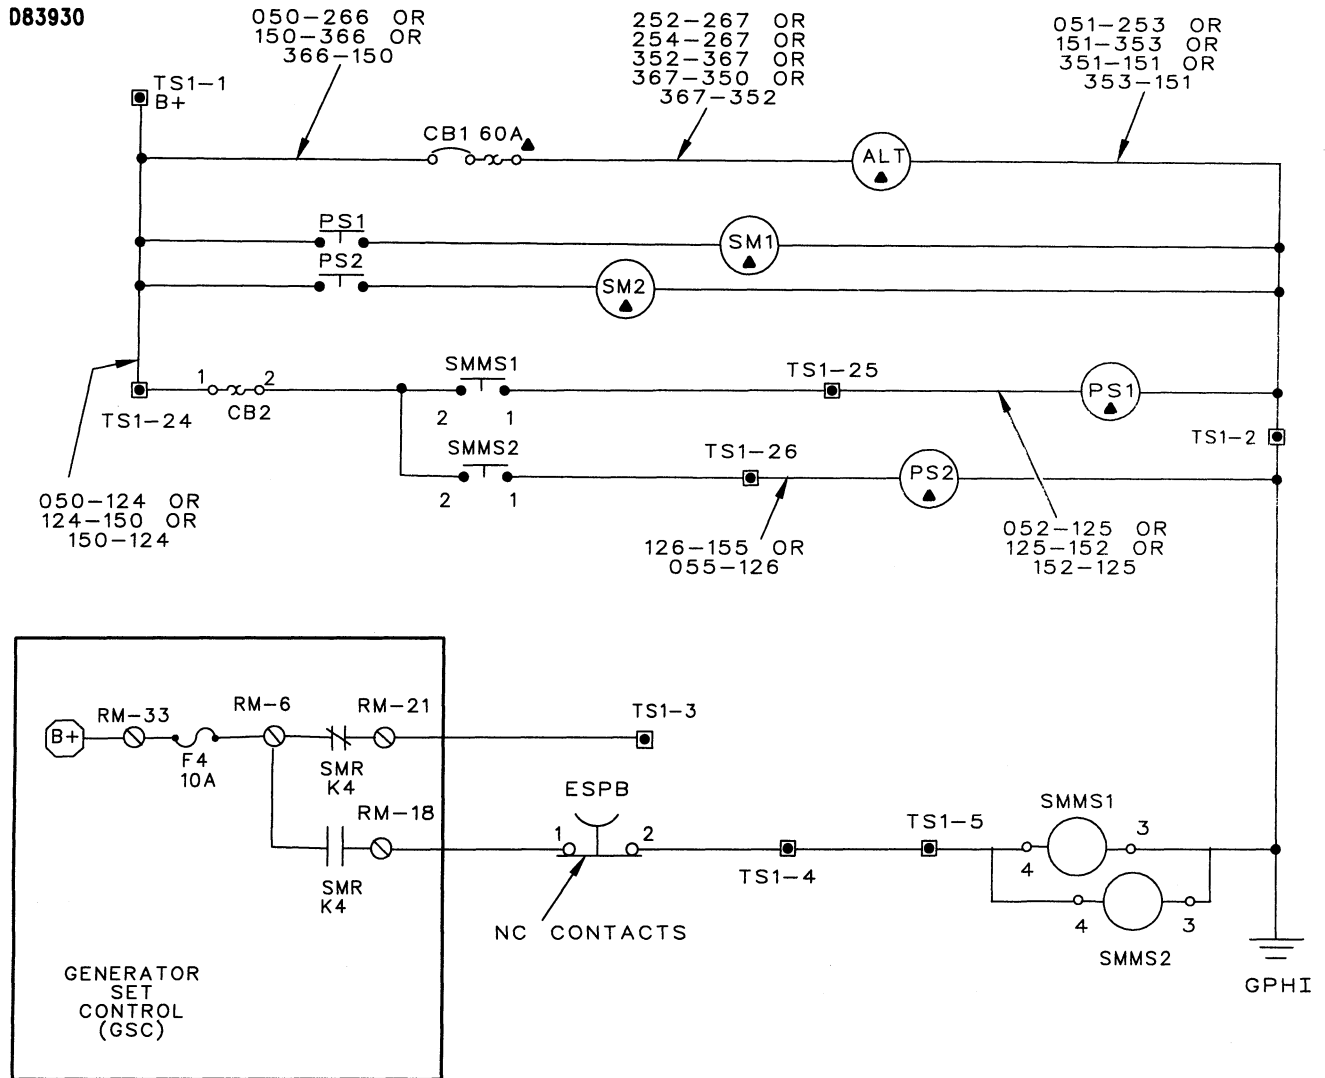 D83930
050-266 OR
150-366 OR
366-150
252-267 OR
254-267 OR
352-367 OR
367-350 OR
367-352
051-253 OR
151-353 OR
351-151 OR
353-151
TS1-1
B+
CB1 60A
ALT
PS1
SM1
PS2
SM2
SMMS1
TS1-25
1 2
CB2
TS1-24
2 1
PS1
SMMS2
TS1-26
TS1-2
PS2
2 1
050-124 OR
124-150 OR
150-124
126-155 OR
055-126
052-125 OR
125-152 OR
152-125
B+
RM-33
RM-6
RM-21
TS1-3
F4
10A
SMR
K4
RM-18
ESPB
1 2
TS1-4
TS1-5
SMMS1
4 3
SMR
K4
NC CONTACTS
4 3
SMMS2
GPHI
GENERATOR
SET
CONTROL
(GSC)